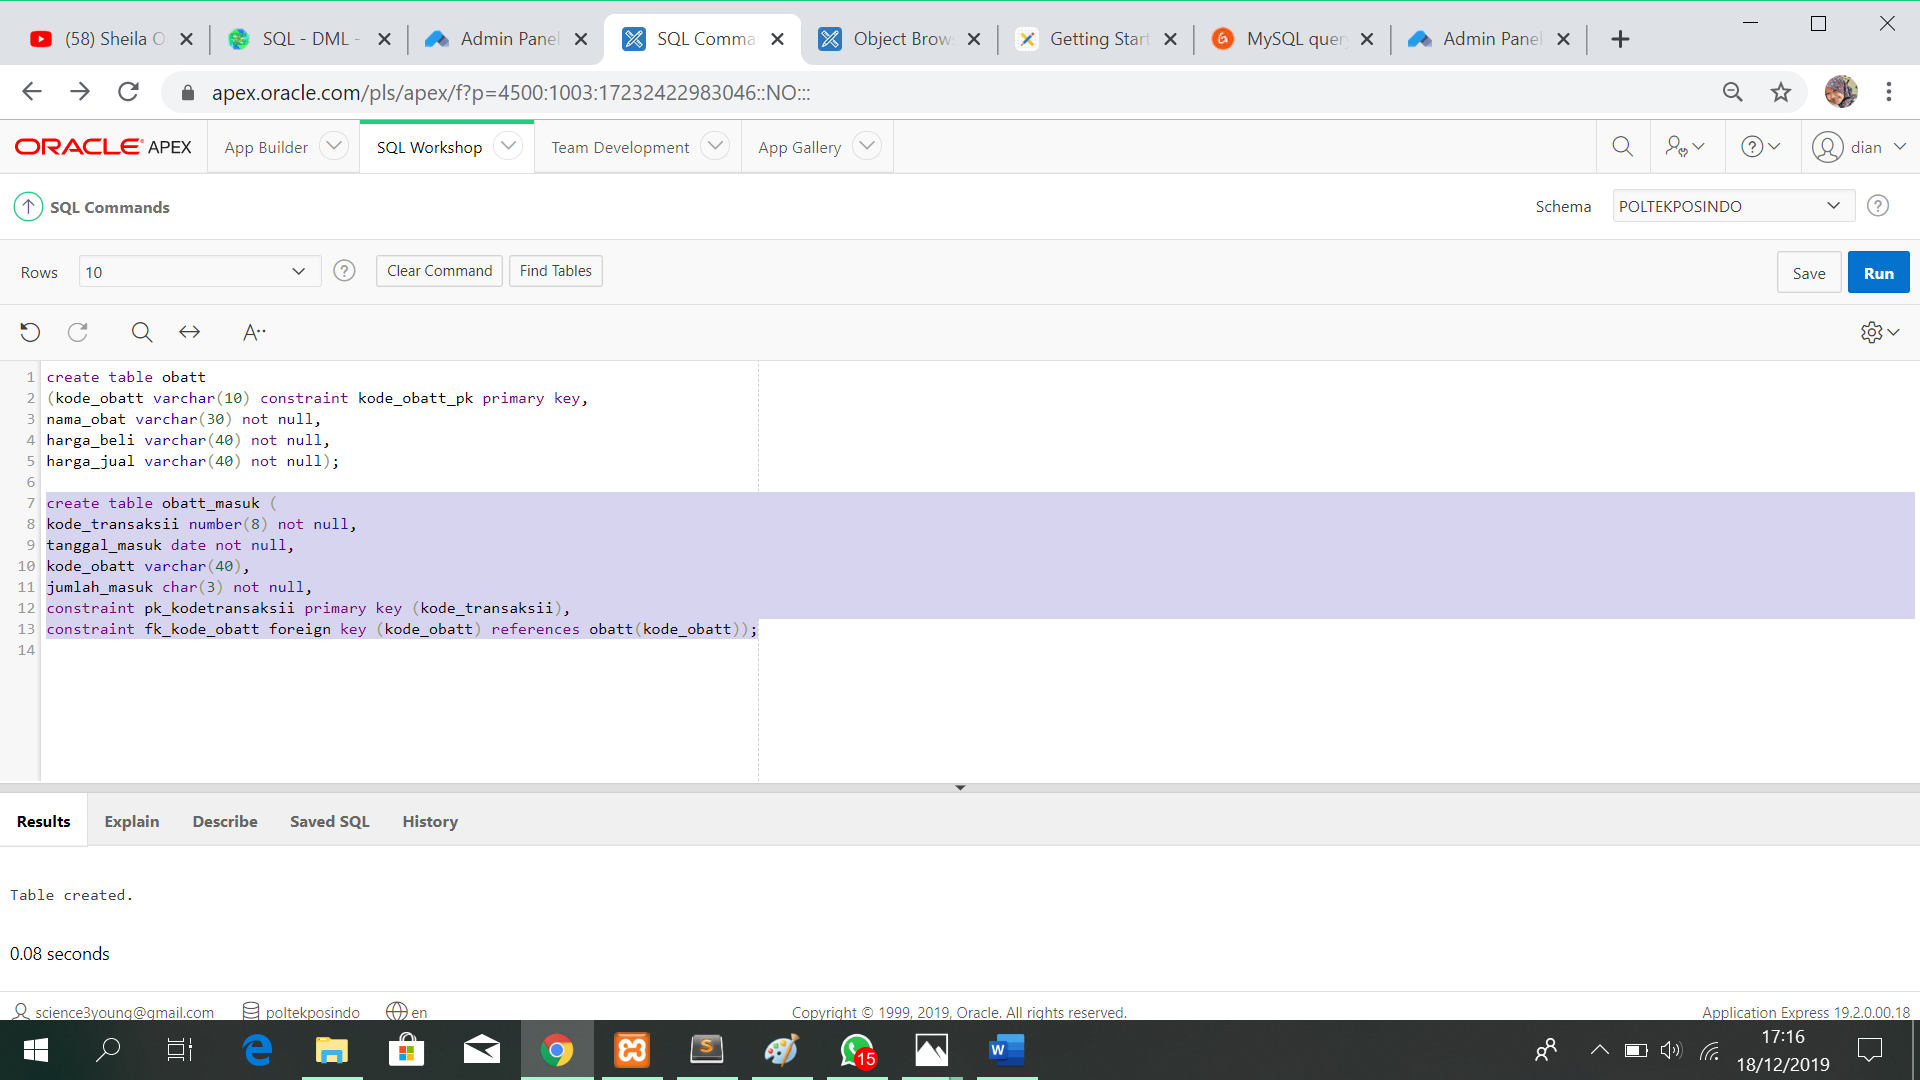 (58) Sheila O
SQL - DML -
Admin Panel
SQL Comma
Object Brow
Getting Start
MySQL quer
Admin Panel
apex.oracle.com/pls/apex/f?p=4500:1003:17232422983046::NO:::
ORACLE APEX
App Builder
SQL Workshop
Team Development
App Gallery
dian
SQL Commands
Schema
POLTEKPOSINDO
Rows
10
Clear Command
Find Tables
Save
Run
A
1 create table obatt
2 (kode_obatt varchar(10) constraint kode_obatt_pk primary key,
3 nama_obat varchar(30) not null,
4 harga_beli varchar(40) not null,
5 harga_jual varchar(40) not null);
6
7 create table obatt_masuk (
8 kode_transaksii number(8) not null,
9 tanggal_masuk date not null,
10 kode_obatt varchar(40),
11 jumlah_masuk char(3) not null,
12 constraint pk_kodetransaksii primary key (kode_transaksii),
13 constraint fk_kode_obatt foreign key (kode_obatt) references obatt(kode_obatt));
14
Results
Explain
Describe
Saved SQL
History
Table created.
0.08 seconds
science3young@gmail.com
poltekposindo
en
Copyright © 1999, 2019, Oracle. All rights reserved.
Application Express 19.2.0.00.18
15
17:16
18/12/2019